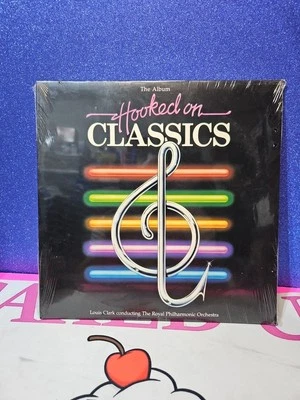 The Album
Hooked on
CLASSICS
Louis Clark conducting The Royal Philharmonic Orchestra